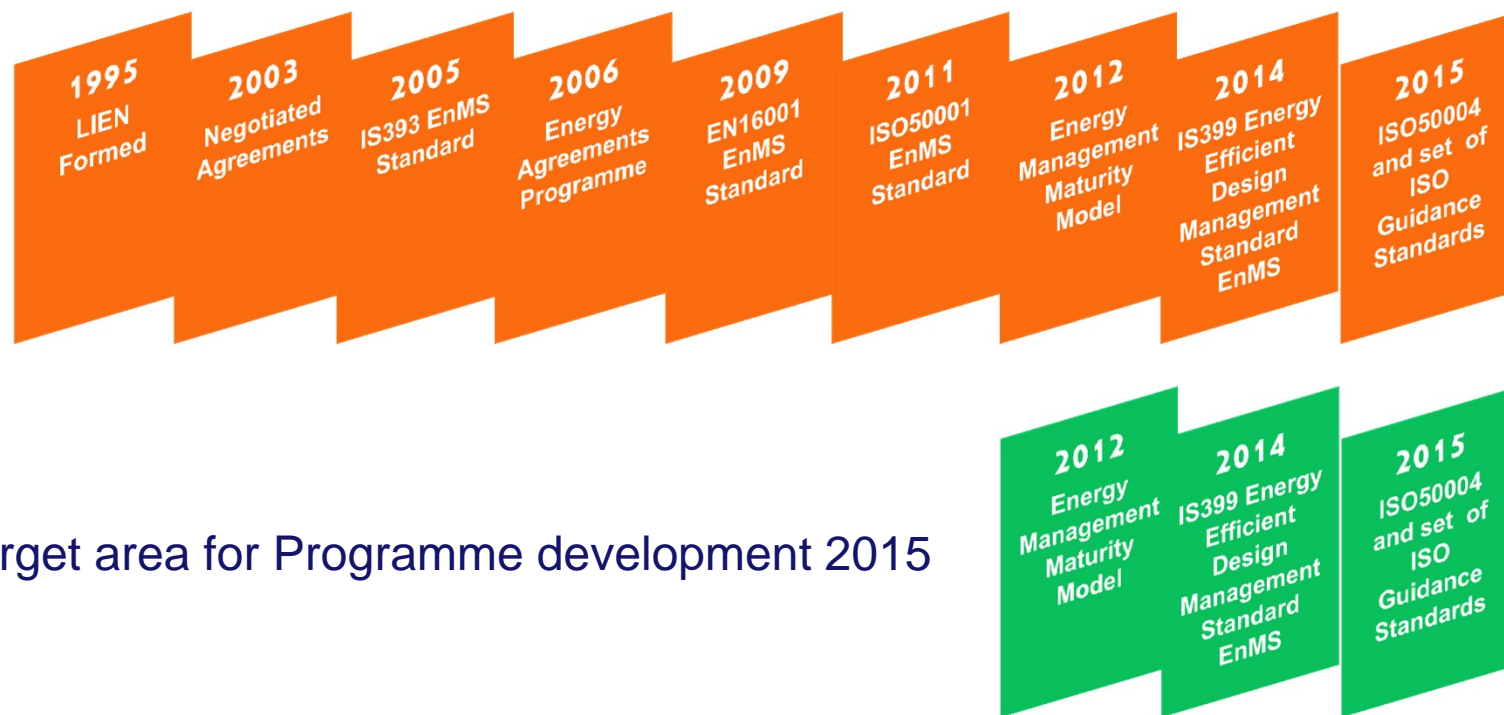 1995
LIEN
Formed
2003
Negotiated
Agreements
2005
IS393 EnMS
Standard
2006
Energy
Agreements
Programme
2009
EN16001
EnMS
Standard
2011
ISO50001
EnMS
Standard
2012
Energy
Management
Maturity
Model
2014
IS399 Energy
Efficient
Design
Management
Standard
EnMS
2015
ISO50004
and set of
ISO
Guidance
Standards
rget area for Programme development 2015
2012
Energy
Management
Maturity
Model
2014
IS399 Energy
Efficient
Design
Management
Standard
EnMS
2015
ISO50004
and set of
ISO
Guidance
Standards